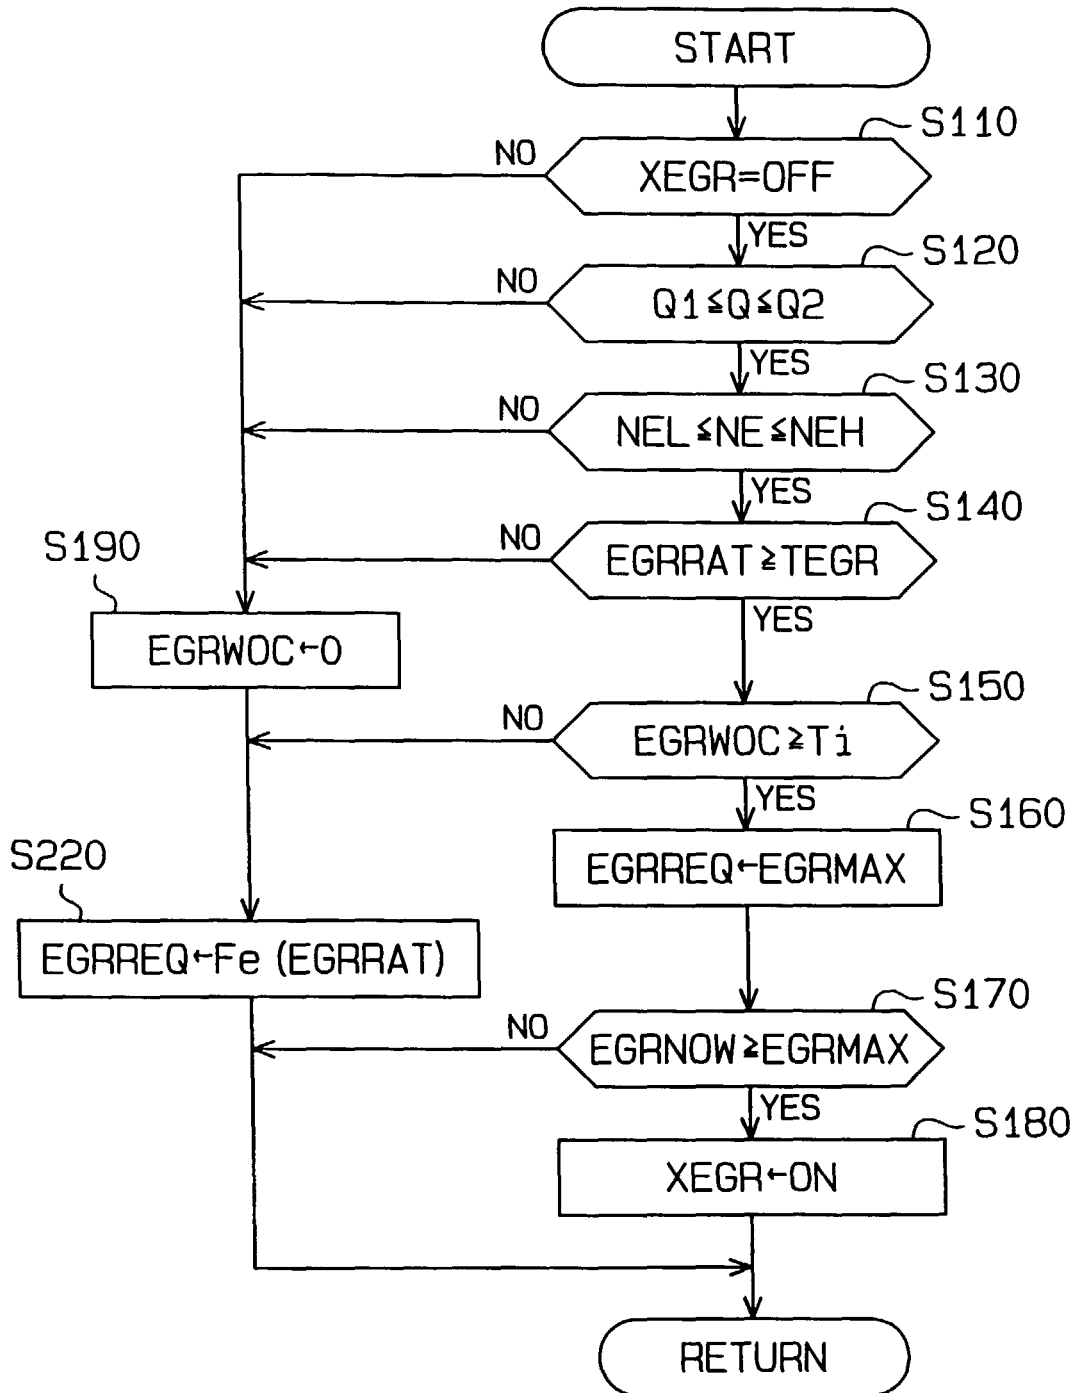 START
S110
NO
XEGR=OFF
YES
S120
NO
Q1≦Q≦Q2
YES
S130
NO
NEL≦NE≦NEH
YES
S140
NO
EGRRAT≧TEGR
YES
S190
EGRWOC←0
S150
NO
EGRWOC≧Ti
YES
S160
EGRREQ←EGRMAX
S220
EGRREQ←Fe (EGRRAT)
S170
NO
EGRNOW≧EGRMAX
YES
S180
XEGR←ON
RETURN